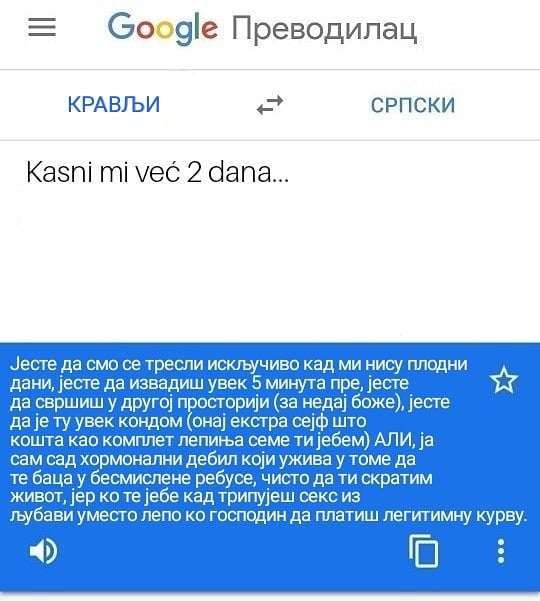 Google Преводилац
КРАВЉИ
СРПСКИ
Kasni mi već 2 dana...
Јесте да смо се тресли искључиво кад ми нису плодни
дани, јесте да извадиш увек 5 минута пре, јесте
да свршиш у другој просторији (за недај боже), јесте
да је ту увек кондом (онај екстра сејф што
кошта као комплет лепиња семе ти јебем) АЛИ, ја
сам сад хормонални дебил који ужива у томе да
те баца у бесмислене ребусе, чисто да ти скратим
живот, јер ко те јебе кад трипујеш секс из
љубави уместо лепо ко господин да платиш легитимну курву.